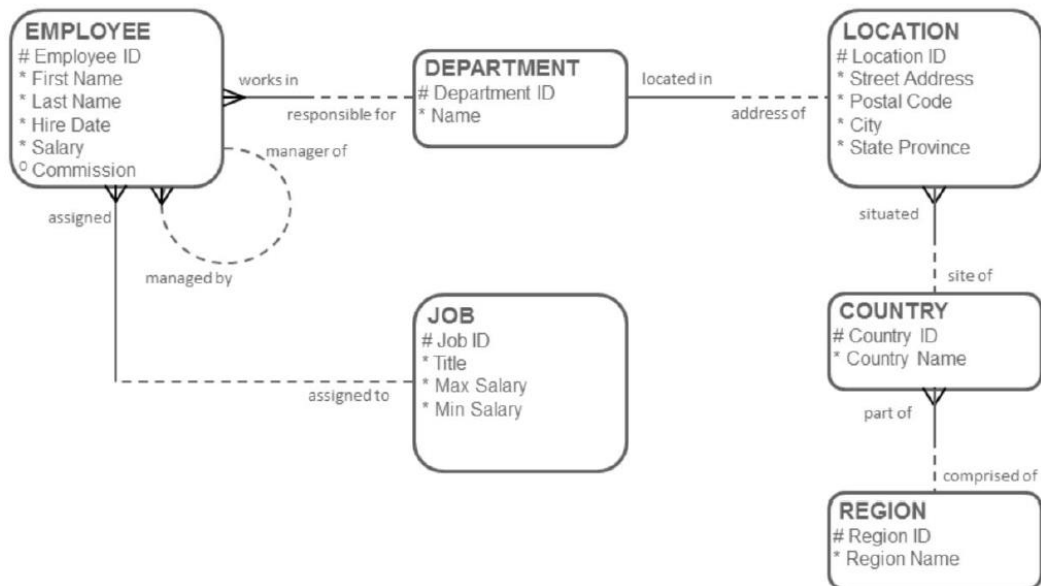 EMPLOYEE
# Employee ID
* First Name
* Last Name
* Hire Date
* Salary
o Commission
works in
responsible for
manager of
managed by
assigned
DEPARTMENT
# Department ID
* Name
located in
address of
LOCATION
# Location ID
* Street Address
* Postal Code
* City
* State Province
situated
site of
JOB
# Job ID
* Title
* Max Salary
* Min Salary
assigned to
COUNTRY
# Country ID
* Country Name
part of
comprised of
REGION
# Region ID
* Region Name